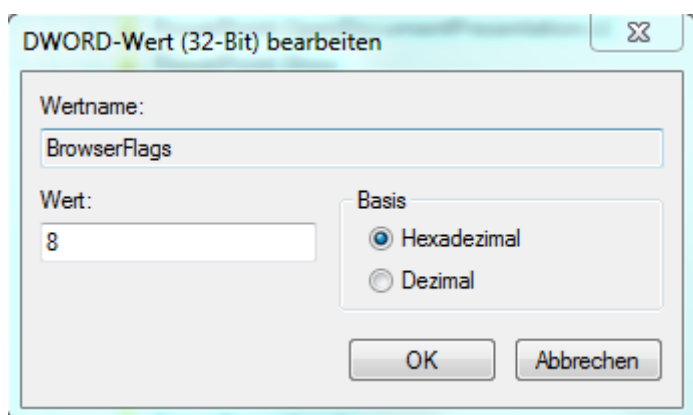 DWORD-Wert (32-Bit) bearbeiten
Wertname:
BrowserFlags
Wert:
8
Basis
Hexadezimal
Dezimal
OK
Abbrechen